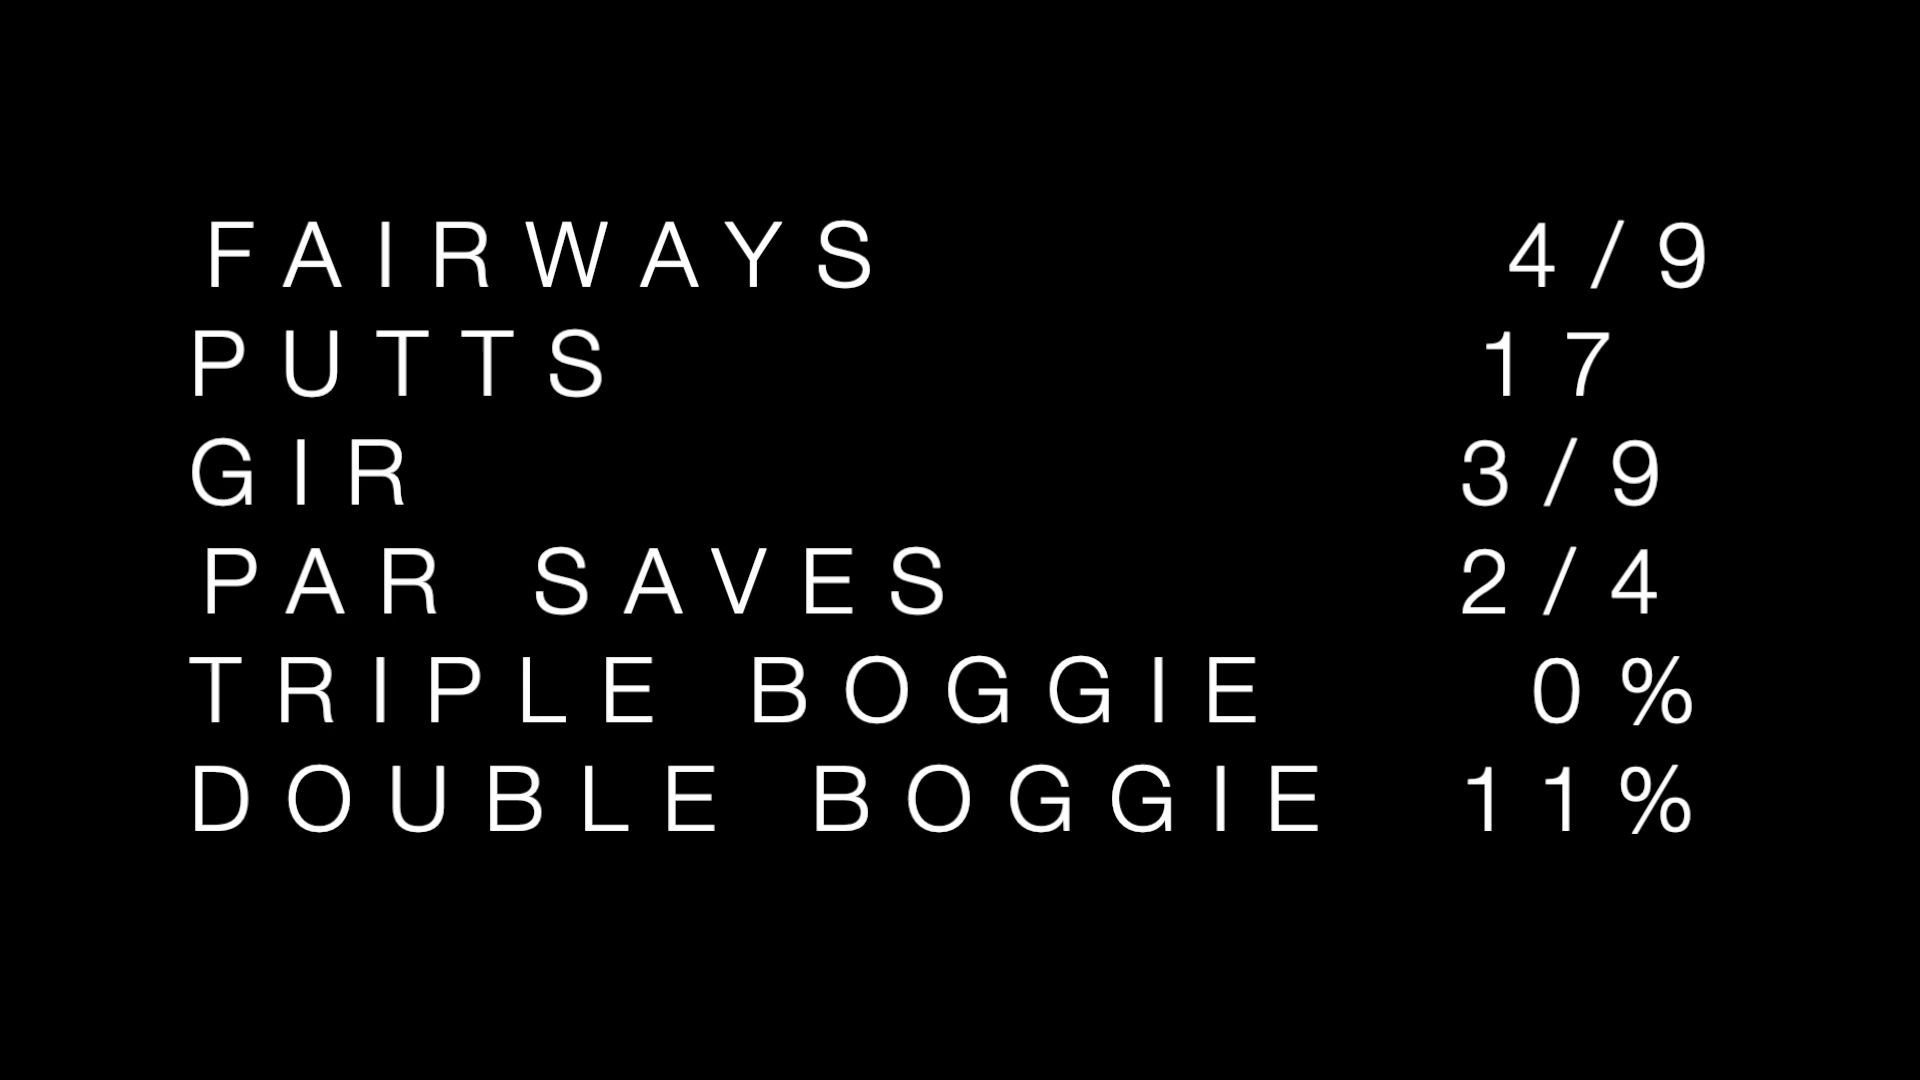 FAIRWAYS 4/9
PUTTS 17
GIR 3/9
PAR SAVES 2/4
TRIPLE BOGGIE 0%
DOUBLE BOGGIE 11%